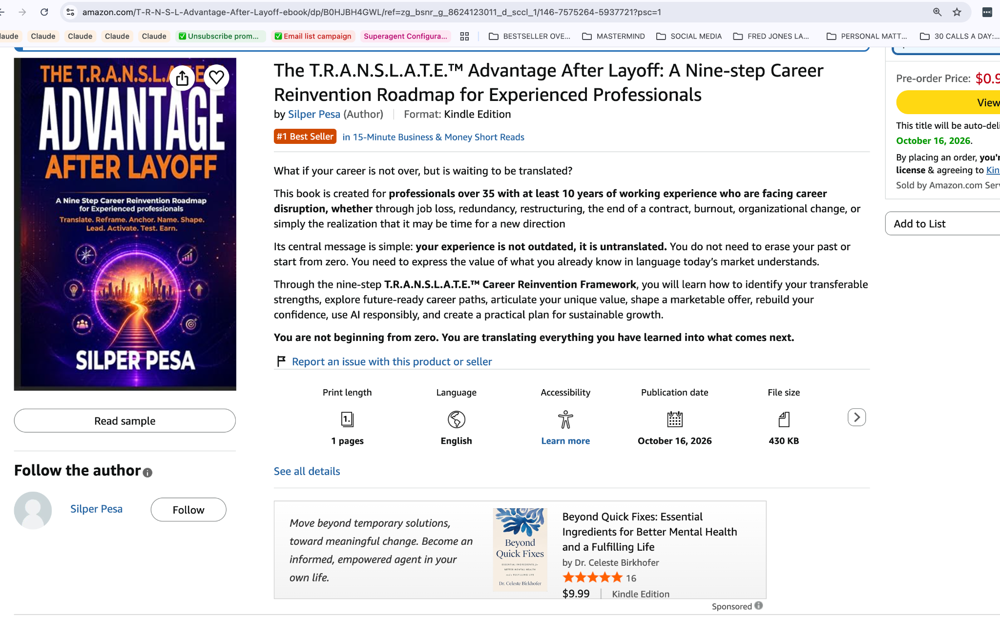 amazon.com/T-R-N-S-L-Advantage-After-Layoff-ebook/dp/B0HJBH4GWL/ref=zg_bsnr_g_8624123011_d_sccl_1/146-7575264-5937721?psc=1
Claude
Claude
Claude
Claude
Unsubscribe prom...
Email list campaign
Superagent Configura...
BESTSELLER OVE...
MASTERMIND
SOCIAL MEDIA
FRED JONES LA...
PERSONAL MATT...
30 CALLS A DAY:...
THE T.R.A.N.S.L.A
ADVANTAGE
AFTER LAYOFF
A Nine Step Career Reinvention Roadmap
for Experienced professionals
Translate. Reframe. Anchor. Name. Shape.
Lead. Activate. Test. Earn.
SILPER PESA
Read sample
Follow the author
Silper Pesa
Follow
The T.R.A.N.S.L.A.T.E.™ Advantage After Layoff: A Nine-step Career
Reinvention Roadmap for Experienced Professionals
by Silper Pesa (Author) | Format: Kindle Edition
#1 Best Seller in 15-Minute Business & Money Short Reads
What if your career is not over, but is waiting to be translated?
This book is created for professionals over 35 with at least 10 years of working experience who are facing career
disruption, whether through job loss, redundancy, restructuring, the end of a contract, burnout, organizational change, or
simply the realization that it may be time for a new direction
Its central message is simple: your experience is not outdated, it is untranslated. You do not need to erase your past or
start from zero. You need to express the value of what you already know in language today’s market understands.
Through the nine-step T.R.A.N.S.L.A.T.E.™ Career Reinvention Framework, you will learn how to identify your transferable
strengths, explore future-ready career paths, articulate your unique value, shape a marketable offer, rebuild your
confidence, use AI responsibly, and create a practical plan for sustainable growth.
You are not beginning from zero. You are translating everything you have learned into what comes next.
Report an issue with this product or seller
Print length
1 pages
Language
English
Accessibility
Learn more
Publication date
October 16, 2026
File size
430 KB
See all details
Move beyond temporary solutions,
toward meaningful change. Become an
informed, empowered agent in your
own life.
Beyond
Quick Fixes
ESSENTIAL INGREDIENTS for
BETTER MENTAL HEALTH
and a FULFILLING LIFE
Dr. Celeste Birkhofer
Beyond Quick Fixes: Essential
Ingredients for Better Mental Health
and a Fulfilling Life
by Dr. Celeste Birkhofer
16
$9.99 | Kindle Edition
Sponsored
Pre-order Price: $0.9
View
This title will be auto-deli
October 16, 2026.
By placing an order, you'r
license & agreeing to Kin
Sold by Amazon.com Serv
Add to List